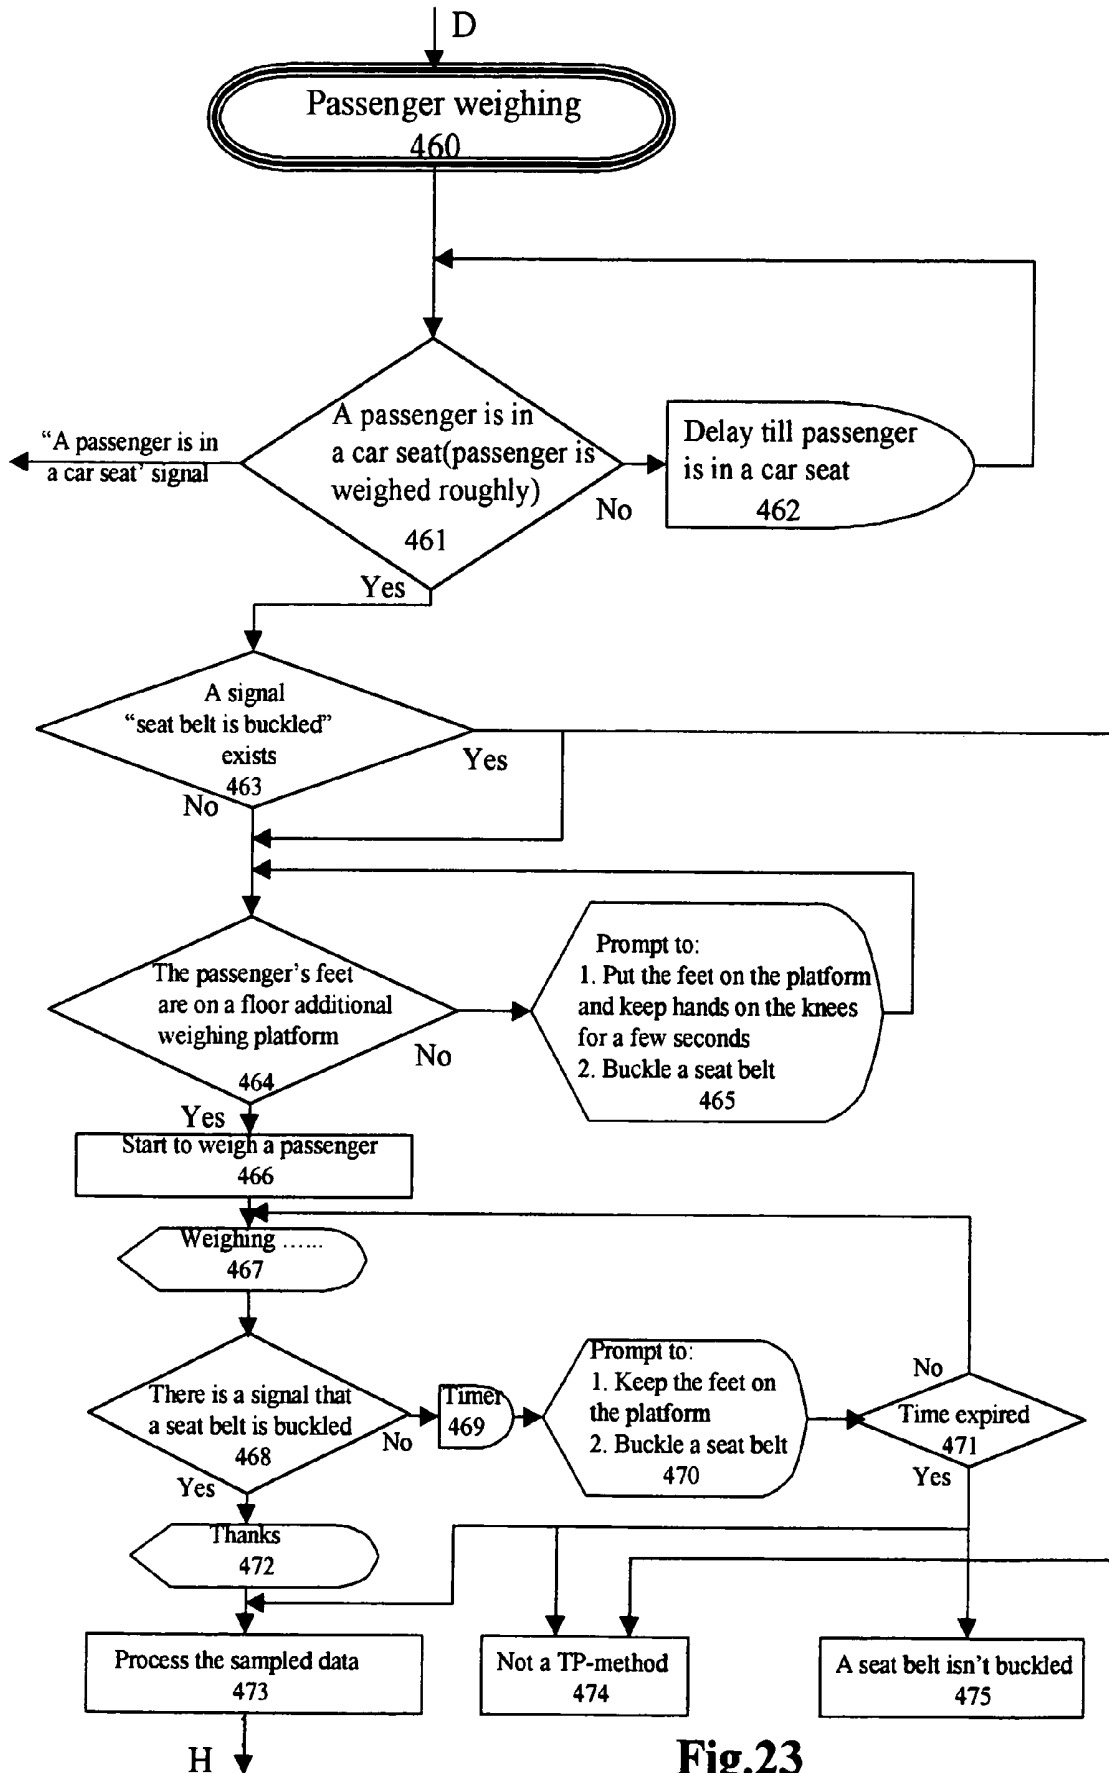 D
Passenger weighing
460
A passenger is in
a car seat(passenger is
weighed roughly)
461
“A passenger is in
a car seat’ signal
No
Delay till passenger
is in a car seat
462
Yes
A signal
“seat belt is buckled”
exists
463
Yes
No
The passenger’s feet
are on a floor additional
weighing platform
464
No
Prompt to:
1. Put the feet on the platform
and keep hands on the knees
for a few seconds
2. Buckle a seat belt
465
Yes
Start to weigh a passenger
466
Weighing ......
467
There is a signal that
a seat belt is buckled
468
No
Timer
469
Prompt to:
1. Keep the feet on
the platform
2. Buckle a seat belt
470
No
Time expired
471
Yes
Yes
Thanks
472
Process the sampled data
473
Not a TP-method
474
A seat belt isn’t buckled
475
H
Fig.23